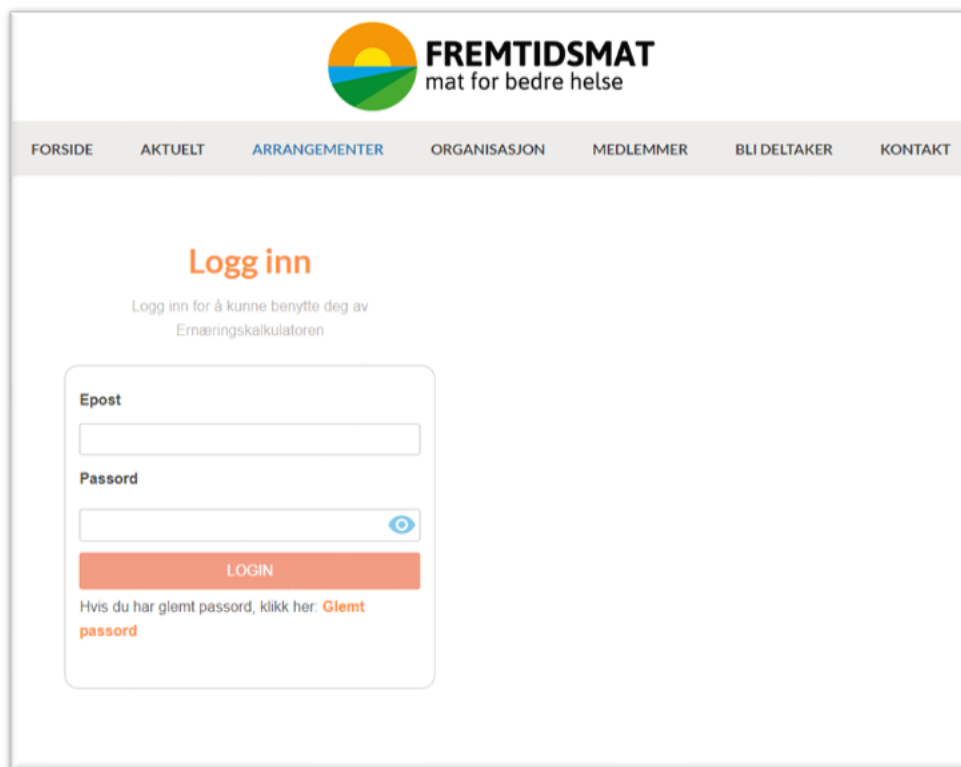 FREMTIDSMAT
mat for bedre helse
FORSIDE AKTUELT ARRANGEMENTER ORGANISASJON MEDLEMMER BLI DELTAKER KONTAKT
Logg inn
Logg inn for å kunne benytte deg av
Ernæringskalkulatoren
Epost
Passord
LOGIN
Hvis du har glemt passord, klikk her: Glemt
passord